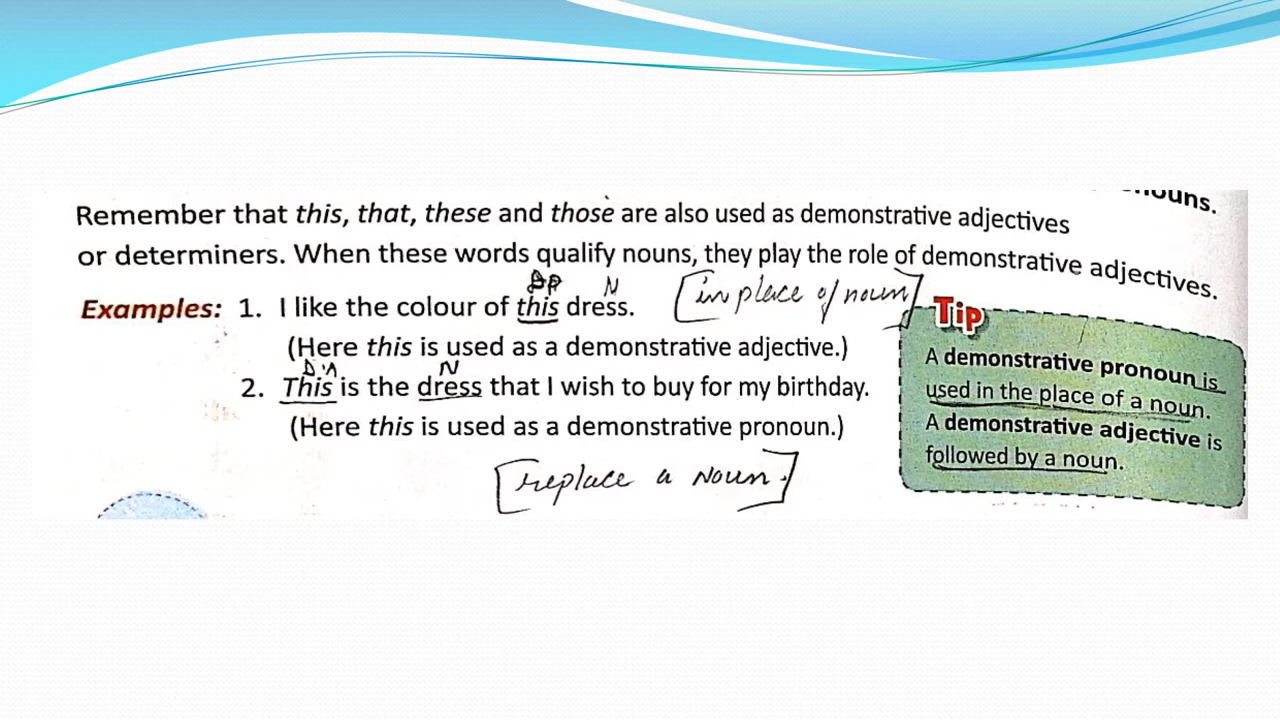 nouns.
Remember that this, that, these and those are also used as demonstrative adjectives
or determiners. When these words qualify nouns, they play the role of demonstrative adjectives.
N
[in place of noun]
Examples: 1. I like the colour of this dress.
(Here this is used as a demonstrative adjective.)
D.A N
2. This is the dress that I wish to buy for my birthday.
(Here this is used as a demonstrative pronoun.)
[replace a Noun.]
Tip
A demonstrative pronoun is
used in the place of a noun.
A demonstrative adjective is
followed by a noun.